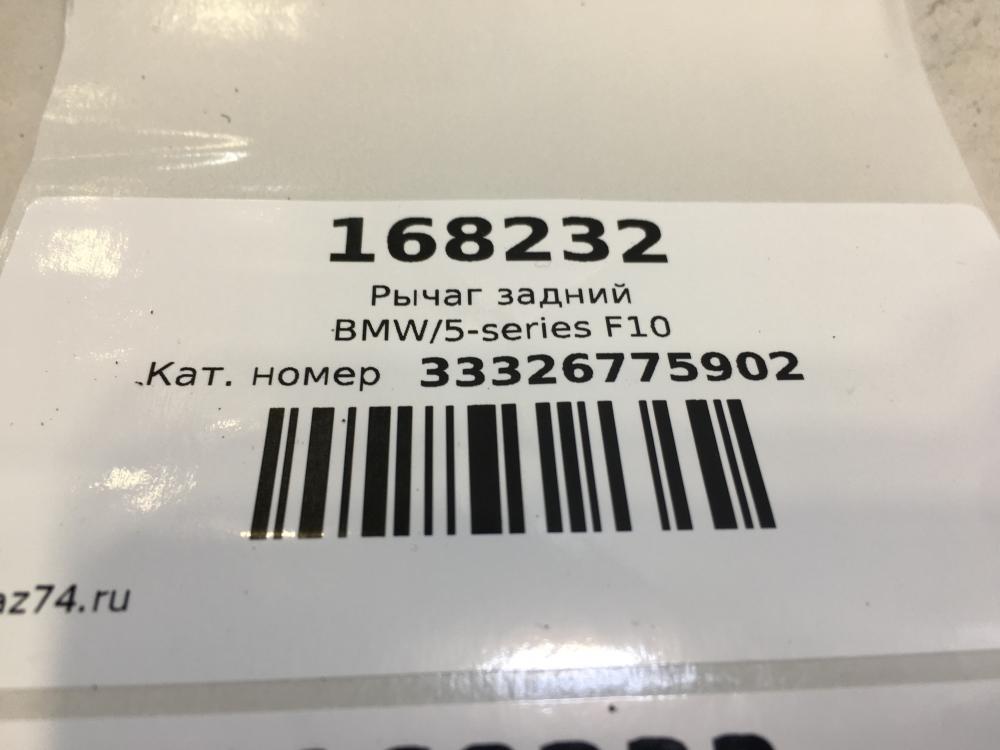 168232
Рычаг задний
BMW/5-series F10
Кат. номер 33326775902
az74.ru